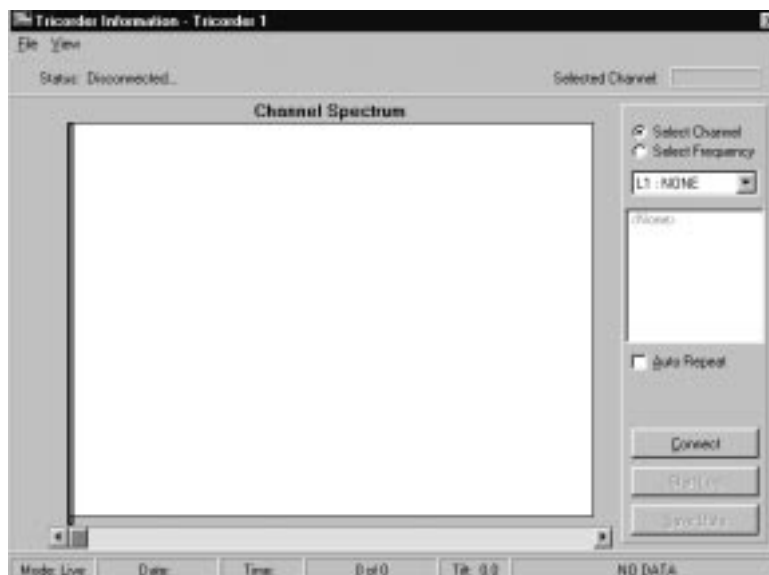 Tricorder Information - Tricorder 1
File View
Status: Disconnected...
Selected Channel:
Channel Spectrum
Select Channel
Select Frequency
L1 : NONE
<None>
Auto Repeat
Connect
Mode: Live
Date:
Time:
0 of 0
Tilt: 0.0
NO DATA